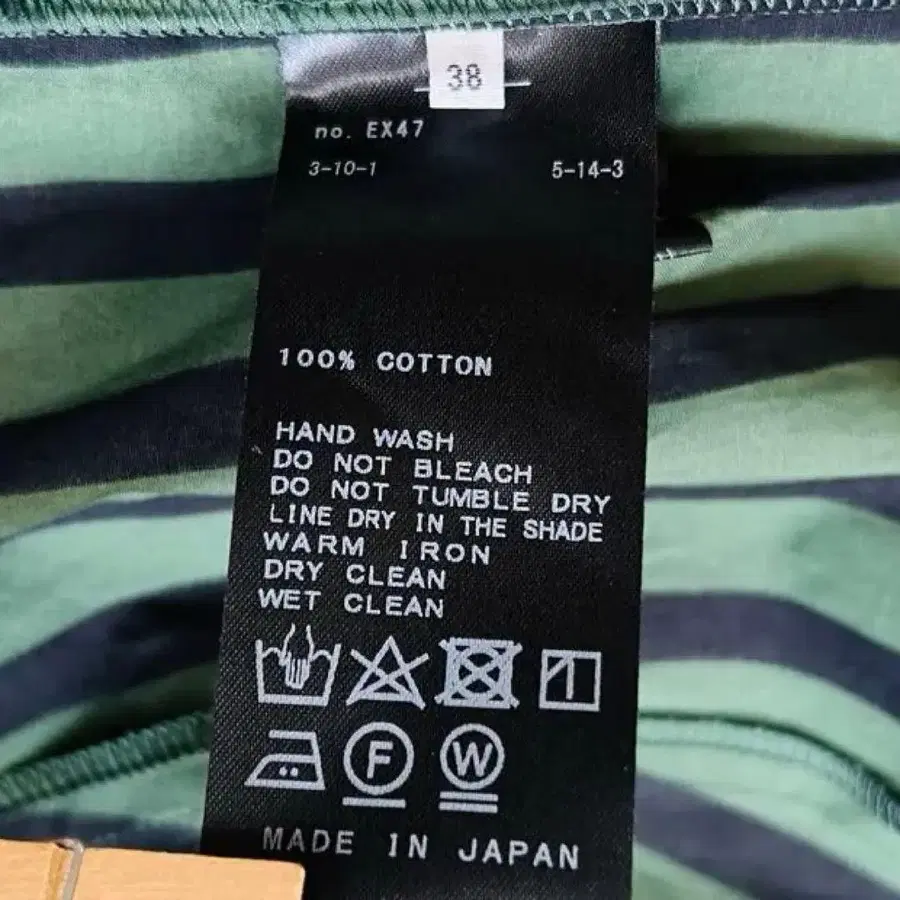 38
no. EX47
3-10-1 5-14-3
100% COTTON
HAND WASH
DO NOT BLEACH
DO NOT TUMBLE DRY
LINE DRY IN THE SHADE
WARM IRON
DRY CLEAN
WET CLEAN
F W
MADE IN JAPAN